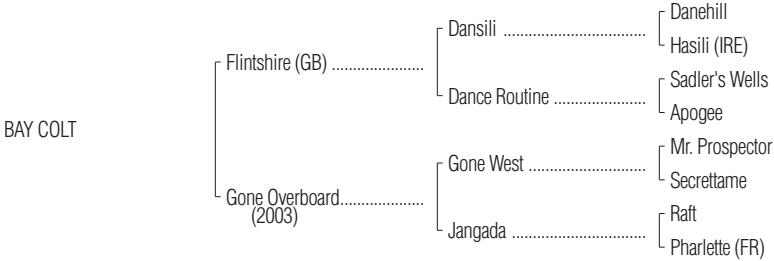 Danehill
Dansili ................................
Hasili (IRE)
Flintshire (GB) .....................
Sadler's Wells
Dance Routine .....................
Apogee
BAY COLT
Mr. Prospector
Gone West ...........................
Secrettame
Gone Overboard...................
(2003)
Raft
Jangada ..............................
Pharlette (FR)